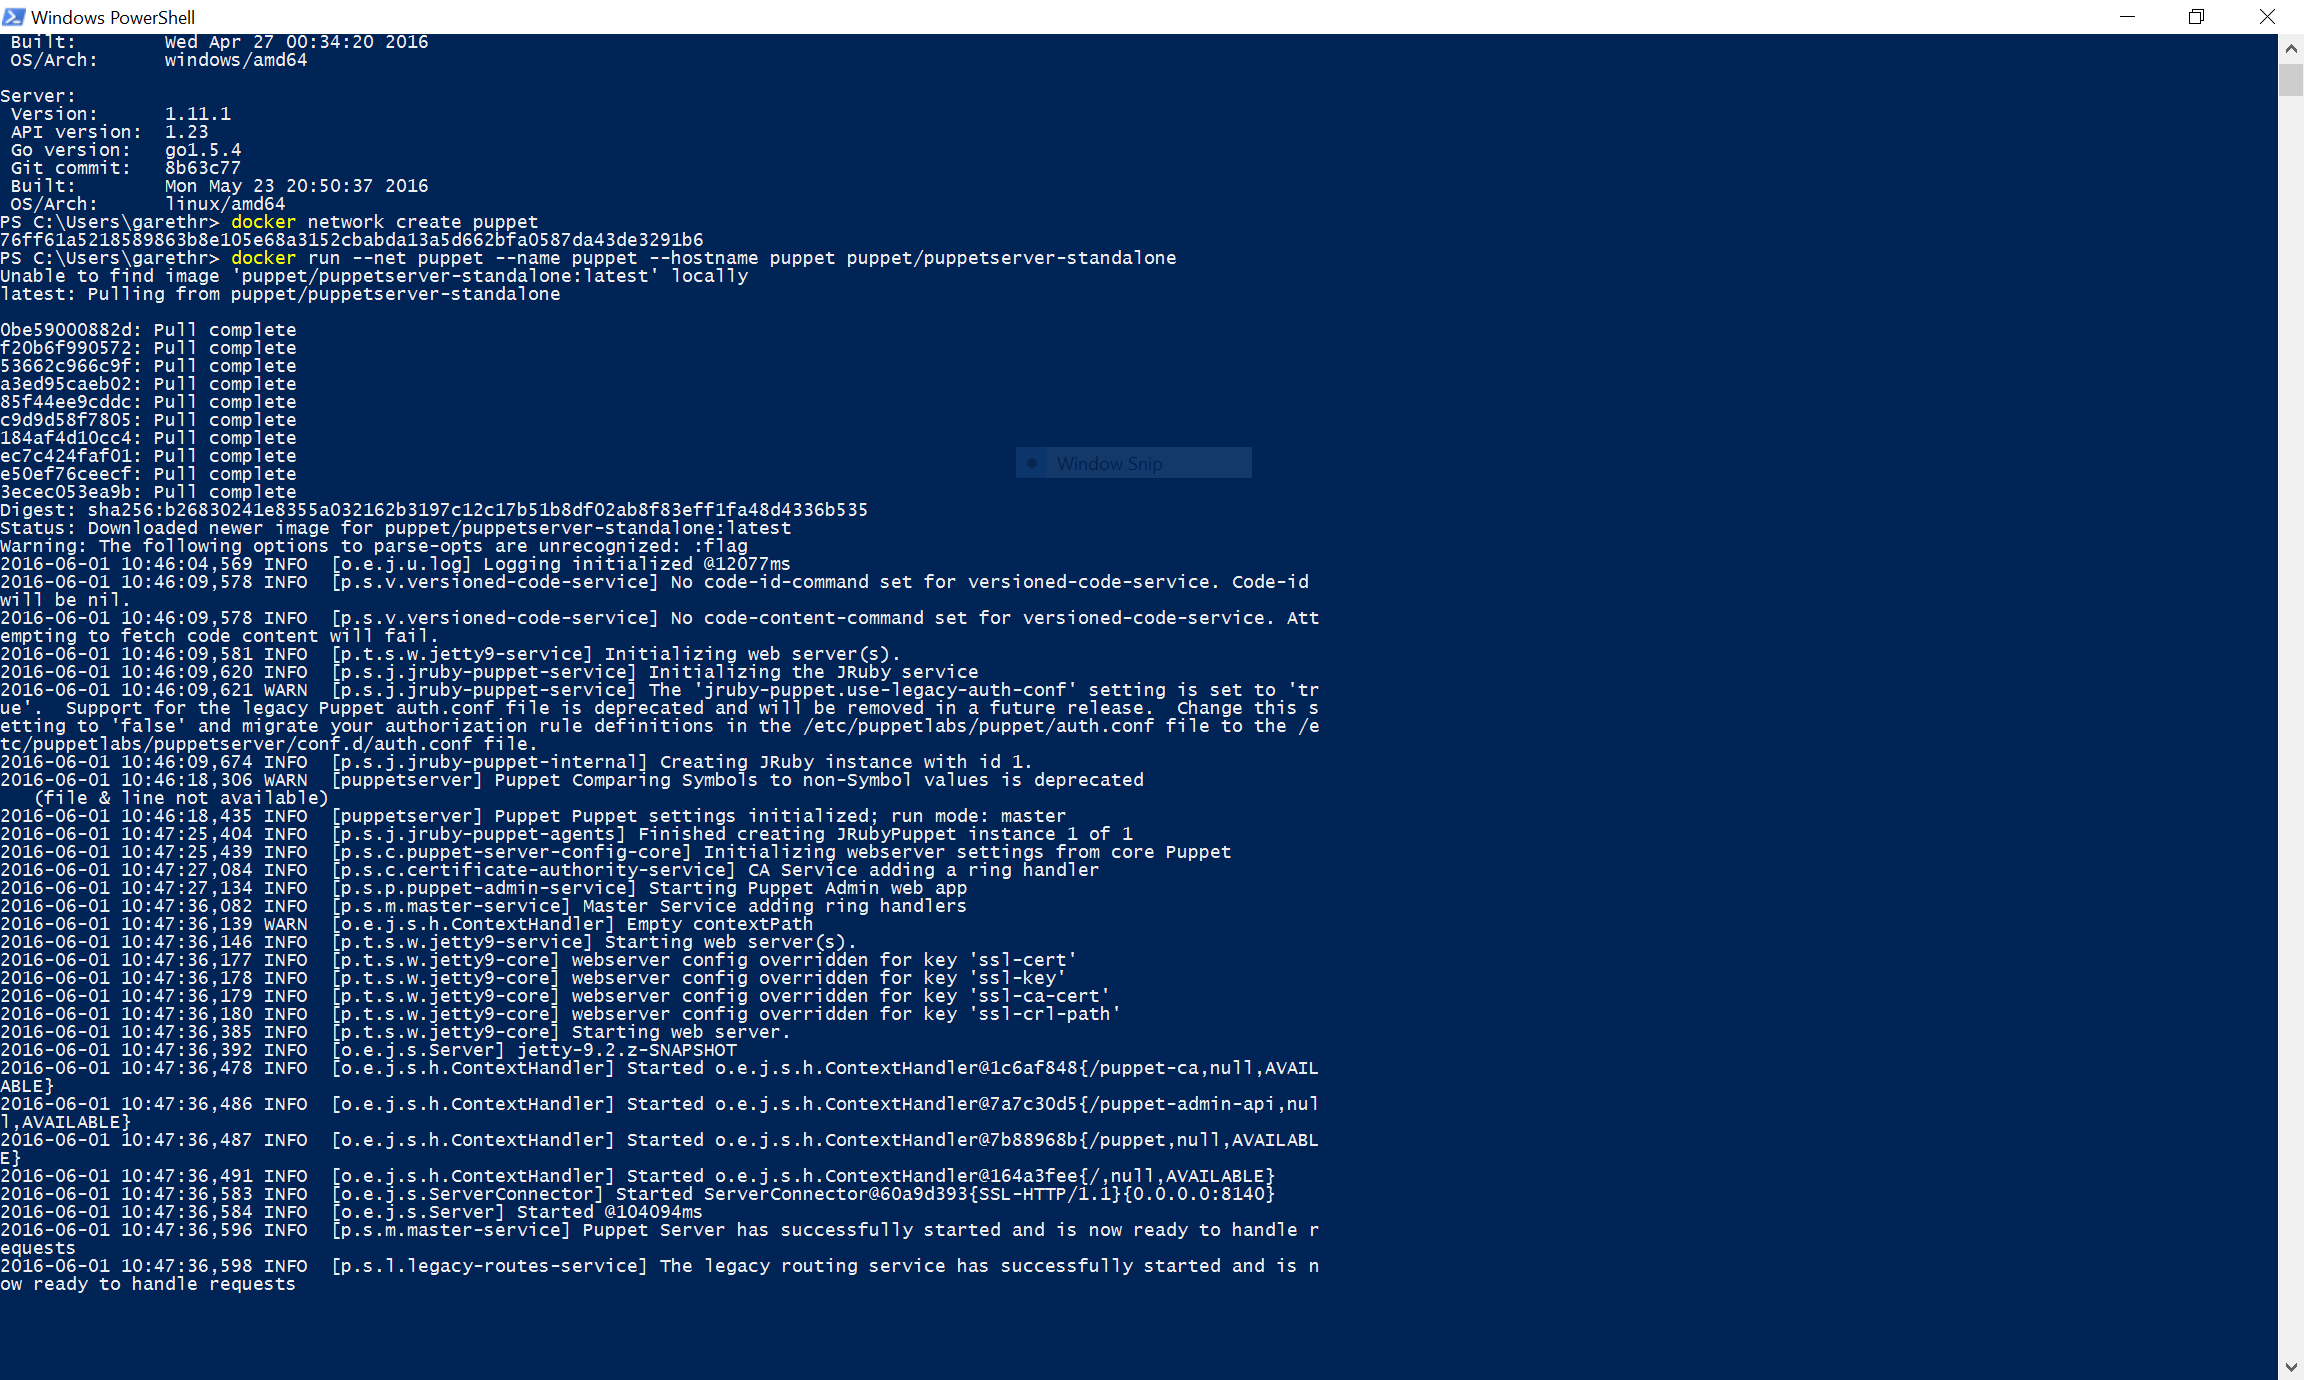 Windows PowerShell
Built:        Wed Apr 27 00:34:20 2016
OS/Arch:      windows/amd64
Server:
Version:      1.11.1
API version:  1.23
Go version:   go1.5.4
Git commit:   8b63c77
Built:        Mon May 23 20:50:37 2016
OS/Arch:      linux/amd64
PS C:\Users\garethr> docker network create puppet
76ff61a5218589863b8e105e68a3152cbabda13a5d662bfa0587da43de3291b6
PS C:\Users\garethr> docker run --net puppet --name puppet --hostname puppet puppet/puppetserver-standalone
Unable to find image 'puppet/puppetserver-standalone:latest' locally
latest: Pulling from puppet/puppetserver-standalone
0be59000882d: Pull complete
f20b6f990572: Pull complete
53662c966c9f: Pull complete
a3ed95caeb02: Pull complete
85f44ee9cddc: Pull complete
c9d9d58f7805: Pull complete
184af4d10cc4: Pull complete
ec7c424faf01: Pull complete
e50ef76ceecf: Pull complete
3ecec053ea9b: Pull complete
Window Snip
Digest: sha256:b26830241e8355a032162b3197c12c17b51b8df02ab8f83eff1fa48d4336b535
Status: Downloaded newer image for puppet/puppetserver-standalone:latest
Warning: The following options to parse-opts are unrecognized: :flag
2016-06-01 10:46:04,569 INFO  [o.e.j.u.log] Logging initialized @12077ms
2016-06-01 10:46:09,578 INFO  [p.s.v.versioned-code-service] No code-id-command set for versioned-code-service. Code-id
will be nil.
2016-06-01 10:46:09,578 INFO  [p.s.v.versioned-code-service] No code-content-command set for versioned-code-service. Att
empting to fetch code content will fail.
2016-06-01 10:46:09,581 INFO  [p.t.s.w.jetty9-service] Initializing web server(s).
2016-06-01 10:46:09,620 INFO  [p.s.j.jruby-puppet-service] Initializing the JRuby service
2016-06-01 10:46:09,621 WARN  [p.s.j.jruby-puppet-service] The 'jruby-puppet.use-legacy-auth-conf' setting is set to 'tr
ue'.  Support for the legacy Puppet auth.conf file is deprecated and will be removed in a future release.  Change this s
etting to 'false' and migrate your authorization rule definitions in the /etc/puppetlabs/puppet/auth.conf file to the /e
tc/puppetlabs/puppetserver/conf.d/auth.conf file.
2016-06-01 10:46:09,674 INFO  [p.s.j.jruby-puppet-internal] Creating JRuby instance with id 1.
2016-06-01 10:46:18,306 WARN  [puppetserver] Puppet Comparing Symbols to non-Symbol values is deprecated
(file & line not available)
2016-06-01 10:46:18,435 INFO  [puppetserver] Puppet Puppet settings initialized; run mode: master
2016-06-01 10:47:25,404 INFO  [p.s.j.jruby-puppet-agents] Finished creating JRubyPuppet instance 1 of 1
2016-06-01 10:47:25,439 INFO  [p.s.c.puppet-server-config-core] Initializing webserver settings from core Puppet
2016-06-01 10:47:27,084 INFO  [p.s.c.certificate-authority-service] CA Service adding a ring handler
2016-06-01 10:47:27,134 INFO  [p.s.p.puppet-admin-service] Starting Puppet Admin web app
2016-06-01 10:47:36,082 INFO  [p.s.m.master-service] Master Service adding ring handlers
2016-06-01 10:47:36,139 WARN  [o.e.j.s.h.ContextHandler] Empty contextPath
2016-06-01 10:47:36,146 INFO  [p.t.s.w.jetty9-service] Starting web server(s).
2016-06-01 10:47:36,177 INFO  [p.t.s.w.jetty9-core] webserver config overridden for key 'ssl-cert'
2016-06-01 10:47:36,178 INFO  [p.t.s.w.jetty9-core] webserver config overridden for key 'ssl-key'
2016-06-01 10:47:36,179 INFO  [p.t.s.w.jetty9-core] webserver config overridden for key 'ssl-ca-cert'
2016-06-01 10:47:36,180 INFO  [p.t.s.w.jetty9-core] webserver config overridden for key 'ssl-crl-path'
2016-06-01 10:47:36,385 INFO  [p.t.s.w.jetty9-core] Starting web server.
2016-06-01 10:47:36,392 INFO  [o.e.j.s.Server] jetty-9.2.z-SNAPSHOT
2016-06-01 10:47:36,478 INFO  [o.e.j.s.h.ContextHandler] Started o.e.j.s.h.ContextHandler@1c6af848{/puppet-ca,null,AVAIL
ABLE}
2016-06-01 10:47:36,486 INFO  [o.e.j.s.h.ContextHandler] Started o.e.j.s.h.ContextHandler@7a7c30d5{/puppet-admin-api,nul
l,AVAILABLE}
2016-06-01 10:47:36,487 INFO  [o.e.j.s.h.ContextHandler] Started o.e.j.s.h.ContextHandler@7b88968b{/puppet,null,AVAILABL
E}
2016-06-01 10:47:36,491 INFO  [o.e.j.s.h.ContextHandler] Started o.e.j.s.h.ContextHandler@164a3fee{/,null,AVAILABLE}
2016-06-01 10:47:36,583 INFO  [o.e.j.s.ServerConnector] Started ServerConnector@60a9d393{SSL-HTTP/1.1}{0.0.0.0:8140}
2016-06-01 10:47:36,584 INFO  [o.e.j.s.Server] Started @104094ms
2016-06-01 10:47:36,596 INFO  [p.s.m.master-service] Puppet Server has successfully started and is now ready to handle r
equests
2016-06-01 10:47:36,598 INFO  [p.s.l.legacy-routes-service] The legacy routing service has successfully started and is n
ow ready to handle requests